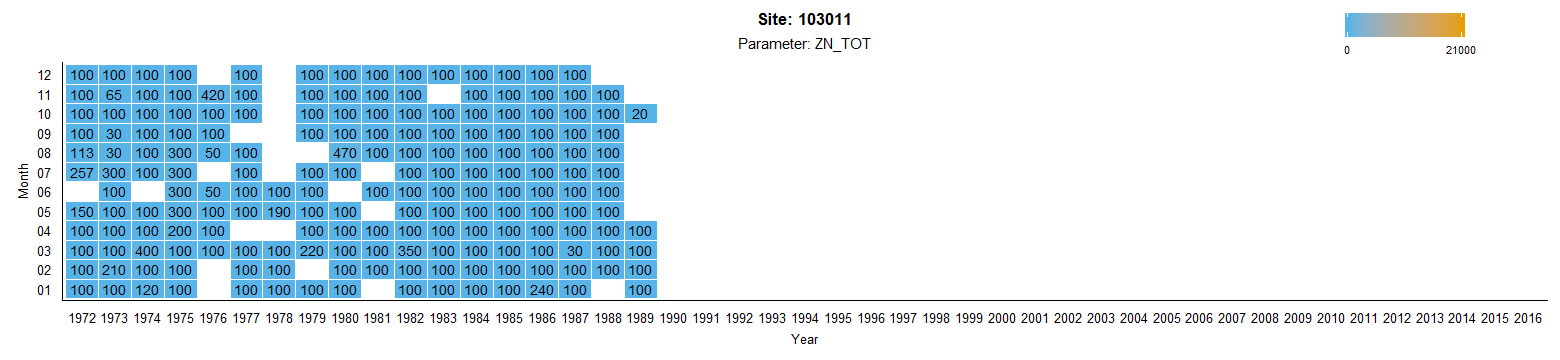 Site: 103011
Parameter: ZN_TOT
0 21000
Month
12 100 100 100 100 100 100 100 100 100 100 100 100 100 100
11 100 65 100 100 420 100 100 100 100 100 100 100 100 100 100
10 100 100 100 100 100 100 100 100 100 100 100 100 100 100 100 100 20
09 100 30 100 100 100 100 100 100 100 100 100 100 100 100 100
08 113 30 100 300 50 100 470 100 100 100 100 100 100 100 100
07 257 300 100 300 100 100 100 100 100 100 100 100 100 100
06 100 300 50 100 100 100 100 100 100 100 100 100 100 100
05 150 100 100 300 100 100 190 100 100 100 100 100 100 100 100 100
04 100 100 100 200 100 100 100 100 100 100 100 100 100 100 100 100
03 100 100 400 100 100 100 100 220 100 100 350 100 100 100 100 30 100 100
02 100 210 100 100 100 100 100 100 100 100 100 100 100 100 100 100
01 100 100 120 100 100 100 100 100 100 100 100 100 240 100 100
1972 1973 1974 1975 1976 1977 1978 1979 1980 1981 1982 1983 1984 1985 1986 1987 1988 1989 1990 1991 1992 1993 1994 1995 1996 1997 1998 1999 2000 2001 2002 2003 2004 2005 2006 2007 2008 2009 2010 2011 2012 2013 2014 2015 2016
Year